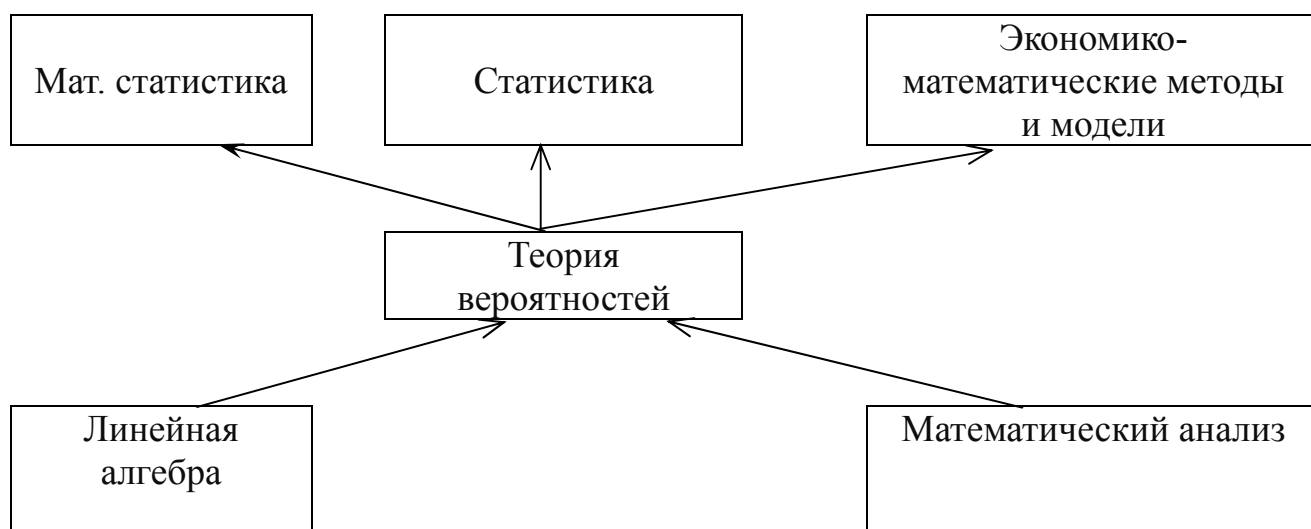 Мат. статистика
Статистика
Экономико-
математические методы
и модели
Теория
вероятностей
Линейная
алгебра
Математический анализ